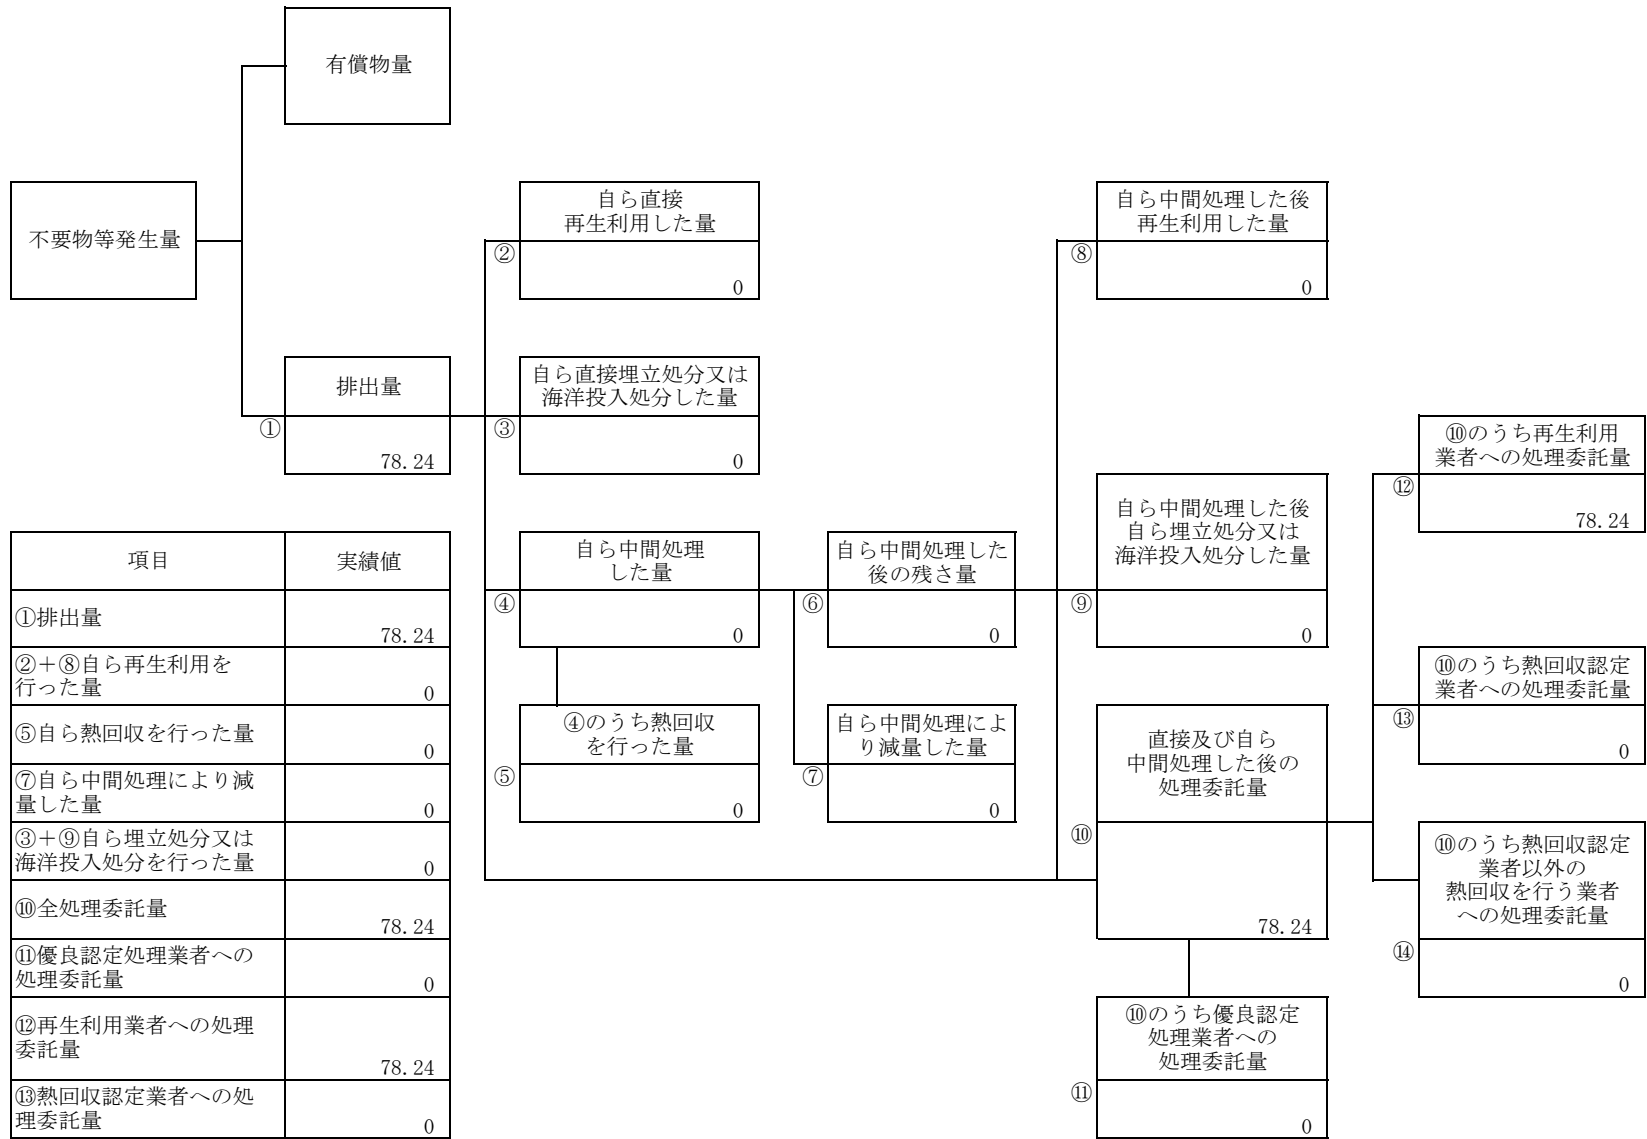 有償物量
不要物等発生量
自ら直接
再生利用した量
②
0
自ら中間処理した後
再生利用した量
⑧
0
排出量
①
78.24
自ら直接埋立処分又は
海洋投入処分した量
③
0
⑩のうち再生利用
業者への処理委託量
⑫
78.24
自ら中間処理
した量
④
0
自ら中間処理した
後の残さ量
⑥
0
自ら中間処理した後
自ら埋立処分又は
海洋投入処分した量
⑨
0
⑩のうち熱回収認定
業者への処理委託量
⑬
0
④のうち熱回収
を行った量
⑤
0
自ら中間処理によ
り減量した量
⑦
0
直接及び自ら
中間処理した後の
処理委託量
⑩
78.24
⑩のうち熱回収認定
業者以外の
熱回収を行う業者
への処理委託量
⑭
0
⑩のうち優良認定
処理業者への
処理委託量
⑪
0
項目 実績値
①排出量
78.24
②＋⑧自ら再生利用を
行った量
0
⑤自ら熱回収を行った量
0
⑦自ら中間処理により減
量した量
0
③＋⑨自ら埋立処分又は
海洋投入処分を行った量
0
⑩全処理委託量
78.24
⑪優良認定処理業者への
処理委託量
0
⑫再生利用業者への処理
委託量
78.24
⑬熱回収認定業者への処
理委託量
0